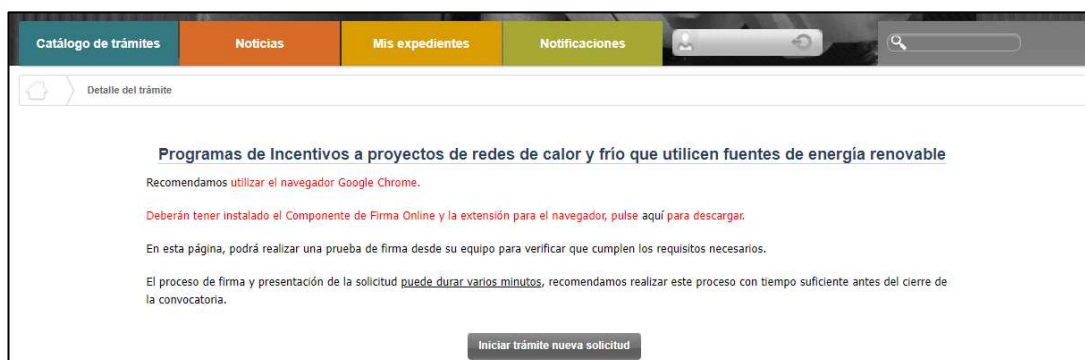 Catálogo de trámites
Noticias
Mis expedientes
Notificaciones
Detalle del trámite
Programas de Incentivos a proyectos de redes de calor y frío que utilicen fuentes de energía renovable
Recomendamos utilizar el navegador Google Chrome.
Deberán tener instalado el Componente de Firma Online y la extensión para el navegador, pulse aquí para descargar.
En esta página, podrá realizar una prueba de firma desde su equipo para verificar que cumplen los requisitos necesarios.
El proceso de firma y presentación de la solicitud puede durar varios minutos, recomendamos realizar este proceso con tiempo suficiente antes del cierre de
la convocatoria.
Iniciar trámite nueva solicitud